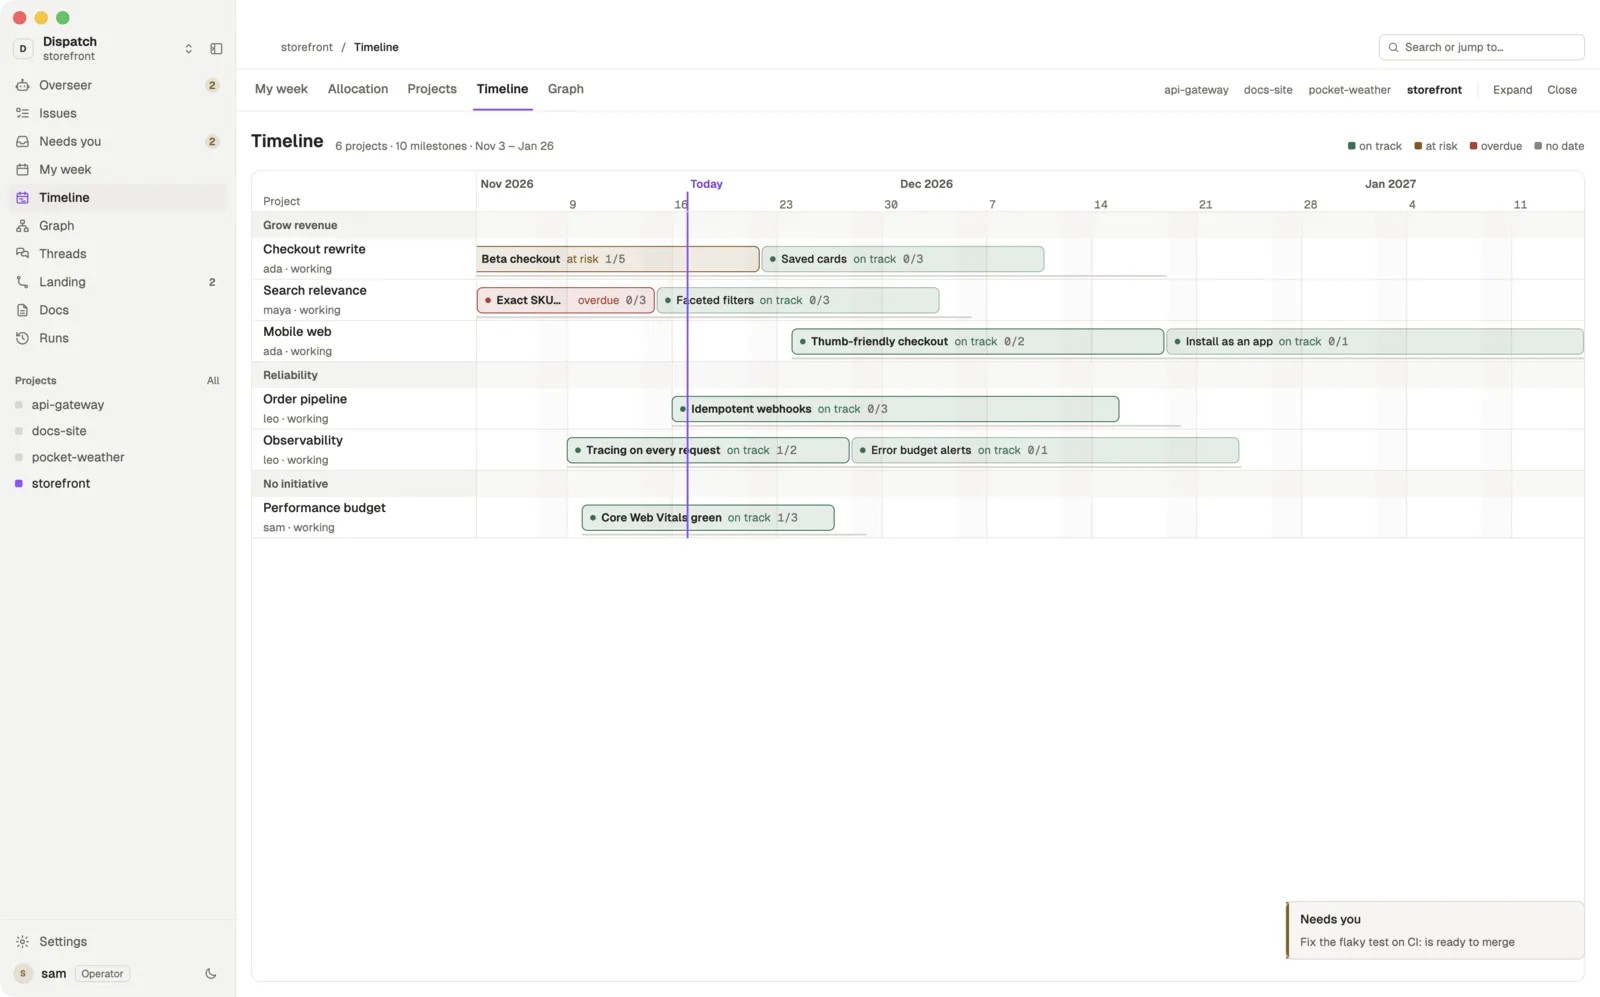 D
Dispatch
storefront
Overseer 2
Issues
Needs you 2
My week
Timeline
Graph
Threads
Landing 2
Docs
Runs
Projects All
api-gateway
docs-site
pocket-weather
storefront
Settings
S sam Operator
storefront / Timeline
Search or jump to...
My week Allocation Projects Timeline Graph
api-gateway docs-site pocket-weather storefront Expand Close
Timeline 6 projects · 10 milestones · Nov 3 – Jan 26
on track at risk overdue no date
Nov 2026 Today Dec 2026 Jan 2027
Project 9 16 23 30 7 14 21 28 4 11
Grow revenue
Checkout rewrite
ada · working
Beta checkout at risk 1/5
Saved cards on track 0/3
Search relevance
maya · working
Exact SKU... overdue 0/3
Faceted filters on track 0/3
Mobile web
ada · working
Thumb-friendly checkout on track 0/2
Install as an app on track 0/1
Reliability
Order pipeline
leo · working
Idempotent webhooks on track 0/3
Observability
leo · working
Tracing on every request on track 1/2
Error budget alerts on track 0/1
No initiative
Performance budget
sam · working
Core Web Vitals green on track 1/3
Needs you
Fix the flaky test on CI: is ready to merge